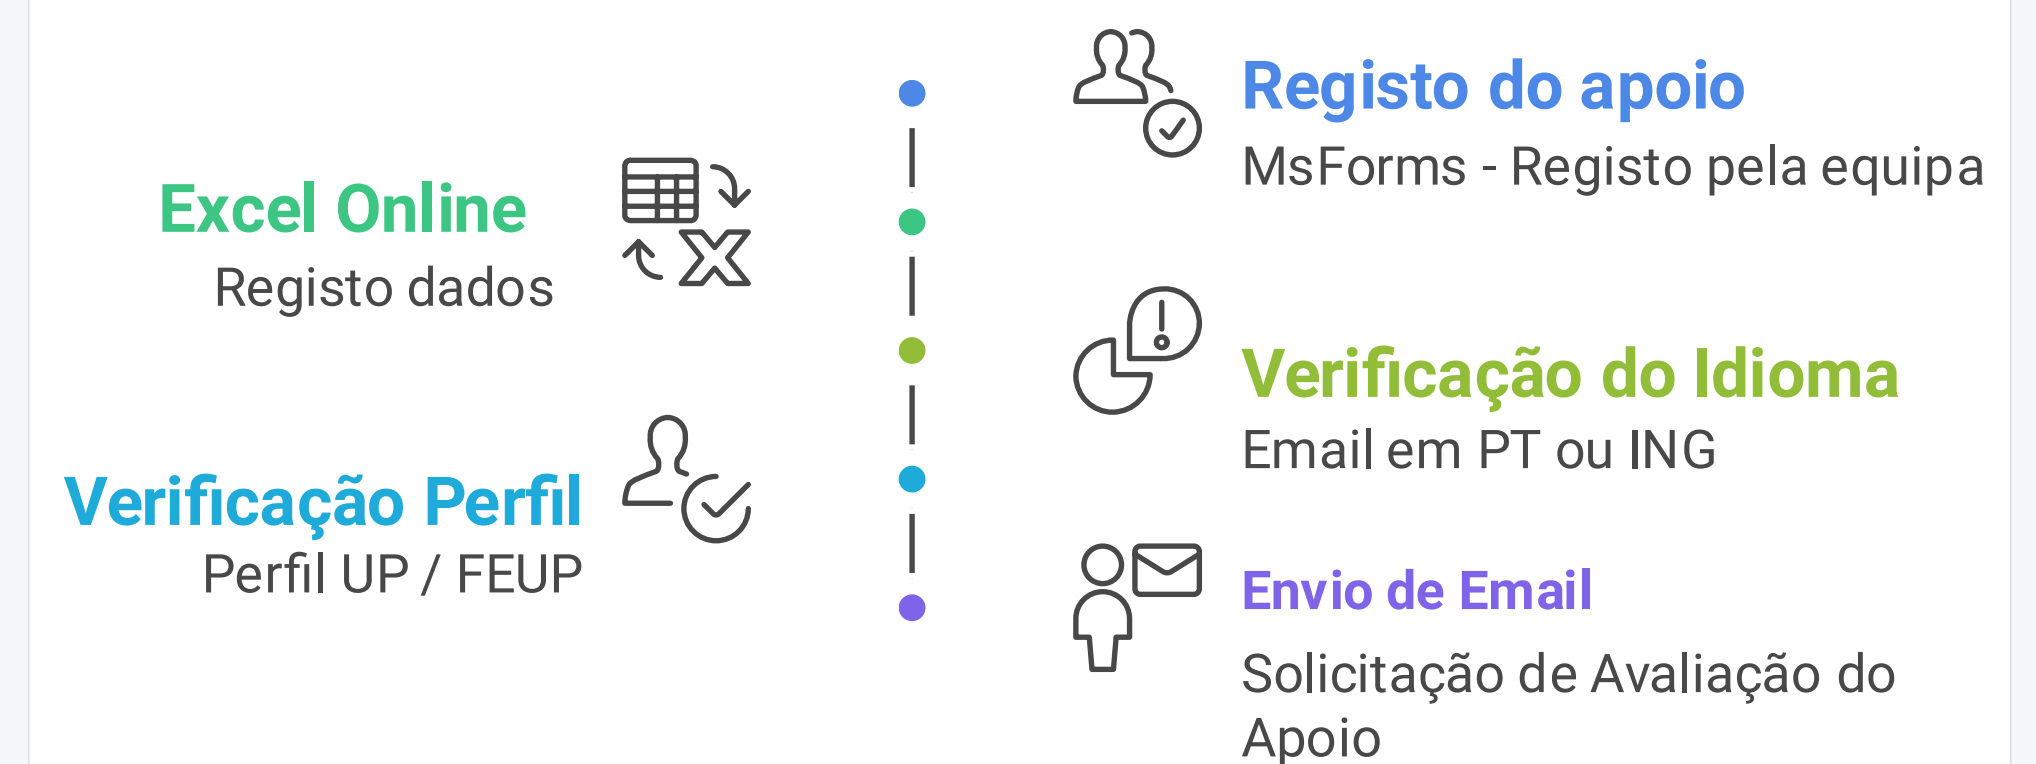 Registo do apoio
MsForms - Registo pela equipa
Excel Online
Registo dados
Verificação do Idioma
Email em PT ou ING
Verificação Perfil
Perfil UP / FEUP
Envio de Email
Solicitação de Avaliação do
Apoio